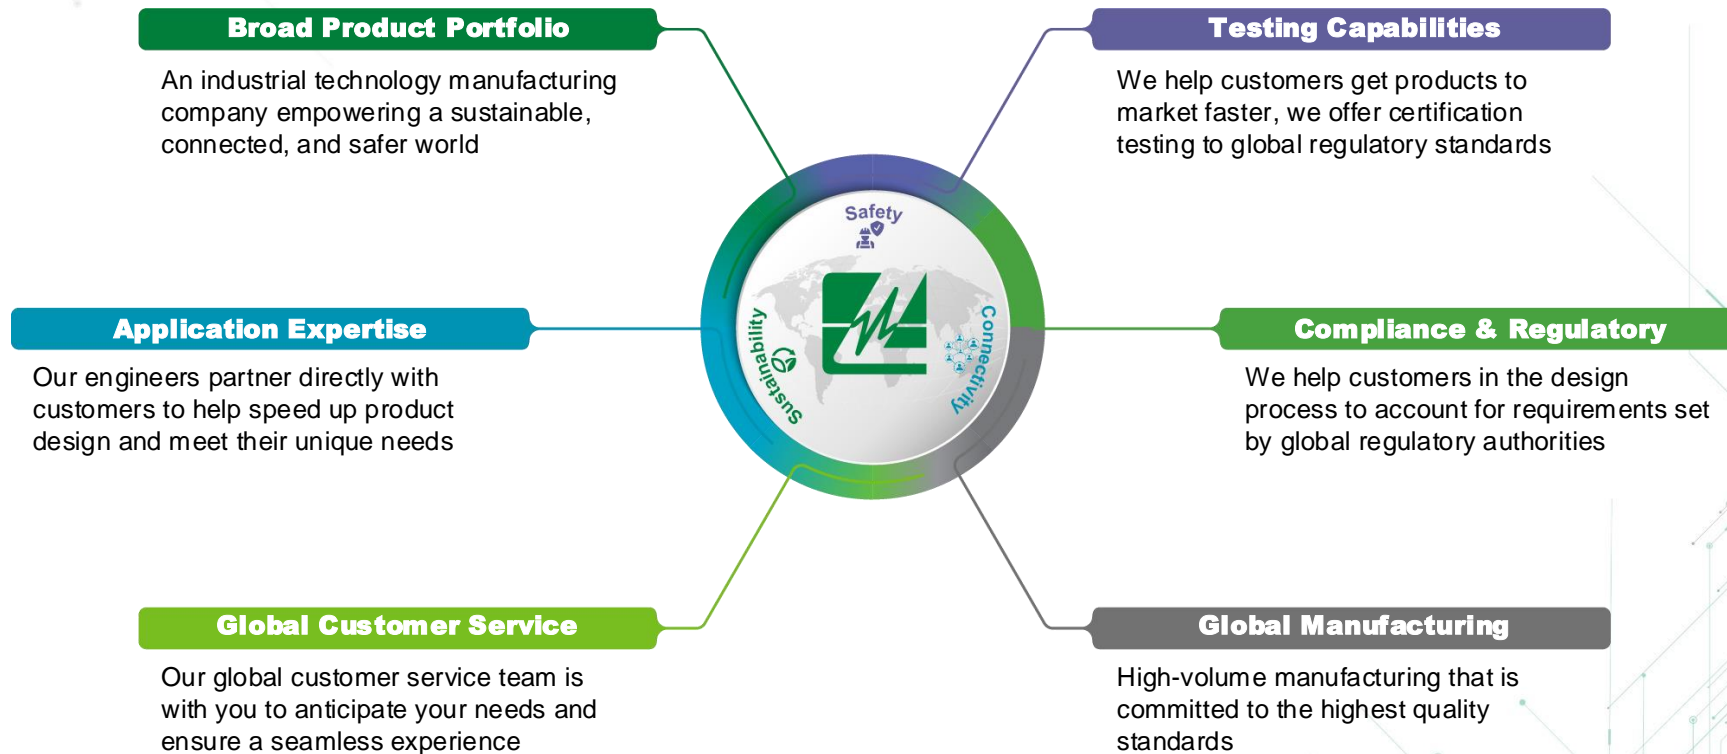 Broad Product Portfolio
An industrial technology manufacturing
company empowering a sustainable,
connected, and safer world
Testing Capabilities
We help customers get products to
market faster, we offer certification
testing to global regulatory standards
Safety
Sustainability
Connectivity
Application Expertise
Our engineers partner directly with
customers to help speed up product
design and meet their unique needs
Compliance & Regulatory
We help customers in the design
process to account for requirements set
by global regulatory authorities
Global Customer Service
Our global customer service team is
with you to anticipate your needs and
ensure a seamless experience
Global Manufacturing
High-volume manufacturing that is
committed to the highest quality
standards